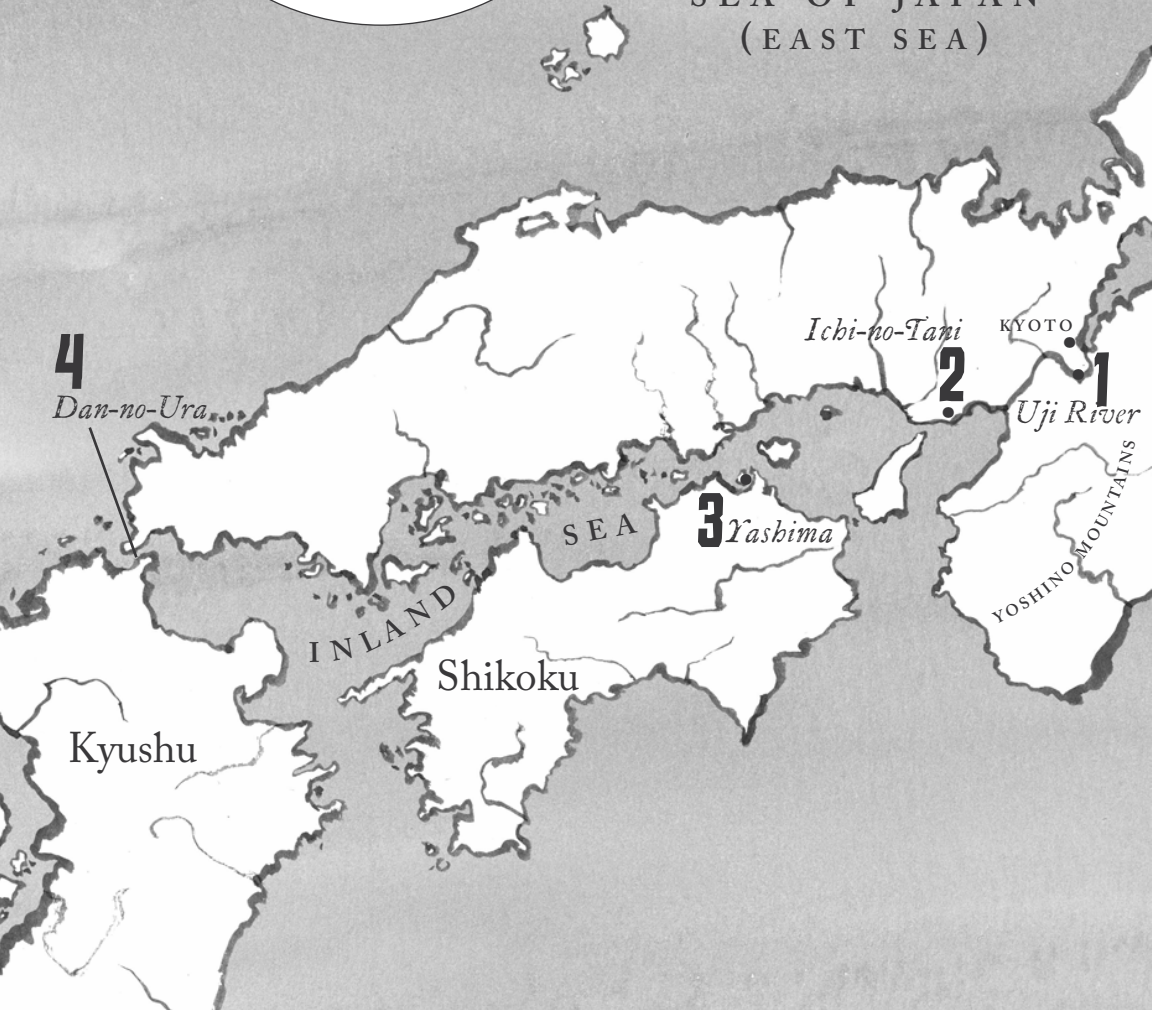 SEA OF JAPAN
(EAST SEA)
Ichi-no-Tani
KYOTO
4
2
1
Dan-no-Ura
Uji River
YOSHINO MOUNTAINS
3
Yashima
INLAND SEA
Shikoku
Kyushu